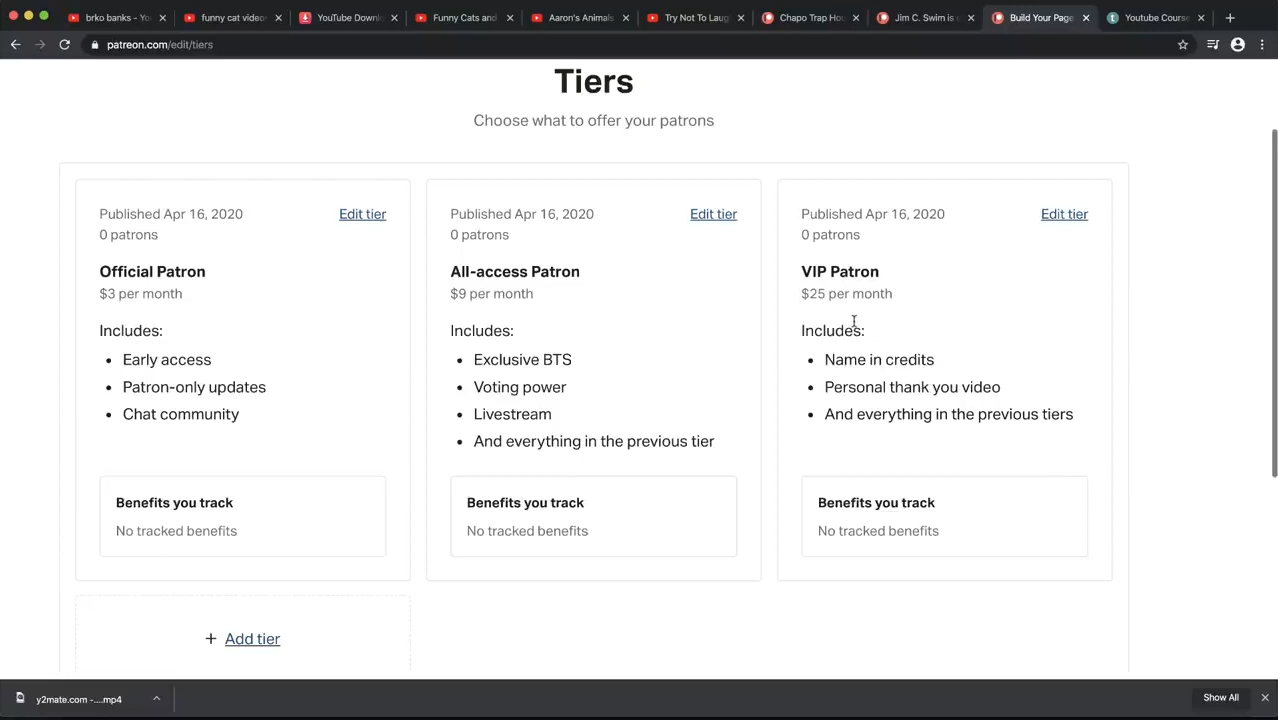 brko banks - Yo
funny cat video
YouTube Downl
Funny Cats and
Aaron's Animals
Try Not To Laug
Chapo Trap Hou
Jim C. Swim is
Build Your Page
Youtube Course
patreon.com/edit/tiers
Tiers
Choose what to offer your patrons
Published Apr 16, 2020
Edit tier
0 patrons
Official Patron
$3 per month
Includes:
• Early access
• Patron-only updates
• Chat community
Benefits you track
No tracked benefits
Published Apr 16, 2020
Edit tier
0 patrons
All-access Patron
$9 per month
Includes:
• Exclusive BTS
• Voting power
• Livestream
• And everything in the previous tier
Benefits you track
No tracked benefits
Published Apr 16, 2020
Edit tier
0 patrons
VIP Patron
$25 per month
Includes:
• Name in credits
• Personal thank you video
• And everything in the previous tiers
Benefits you track
No tracked benefits
+ Add tier
y2mate.com -....mp4
Show All